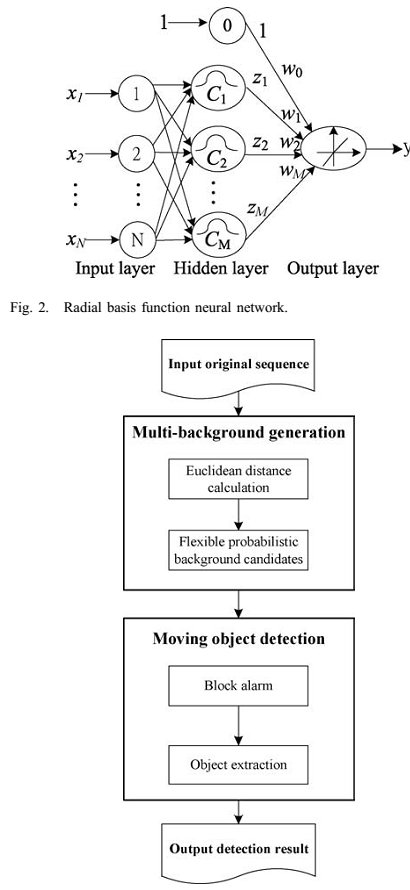 1 0 1
w0
x1 1 C1 z1
w1
x2 2 C2 z2 w2 y
wM
zM
xN N CM
Input layer Hidden layer Output layer
Fig. 2. Radial basis function neural network.
Input original sequence
Multi-background generation
Euclidean distance
calculation
Flexible probabilistic
background candidates
Moving object detection
Block alarm
Object extraction
Output detection result